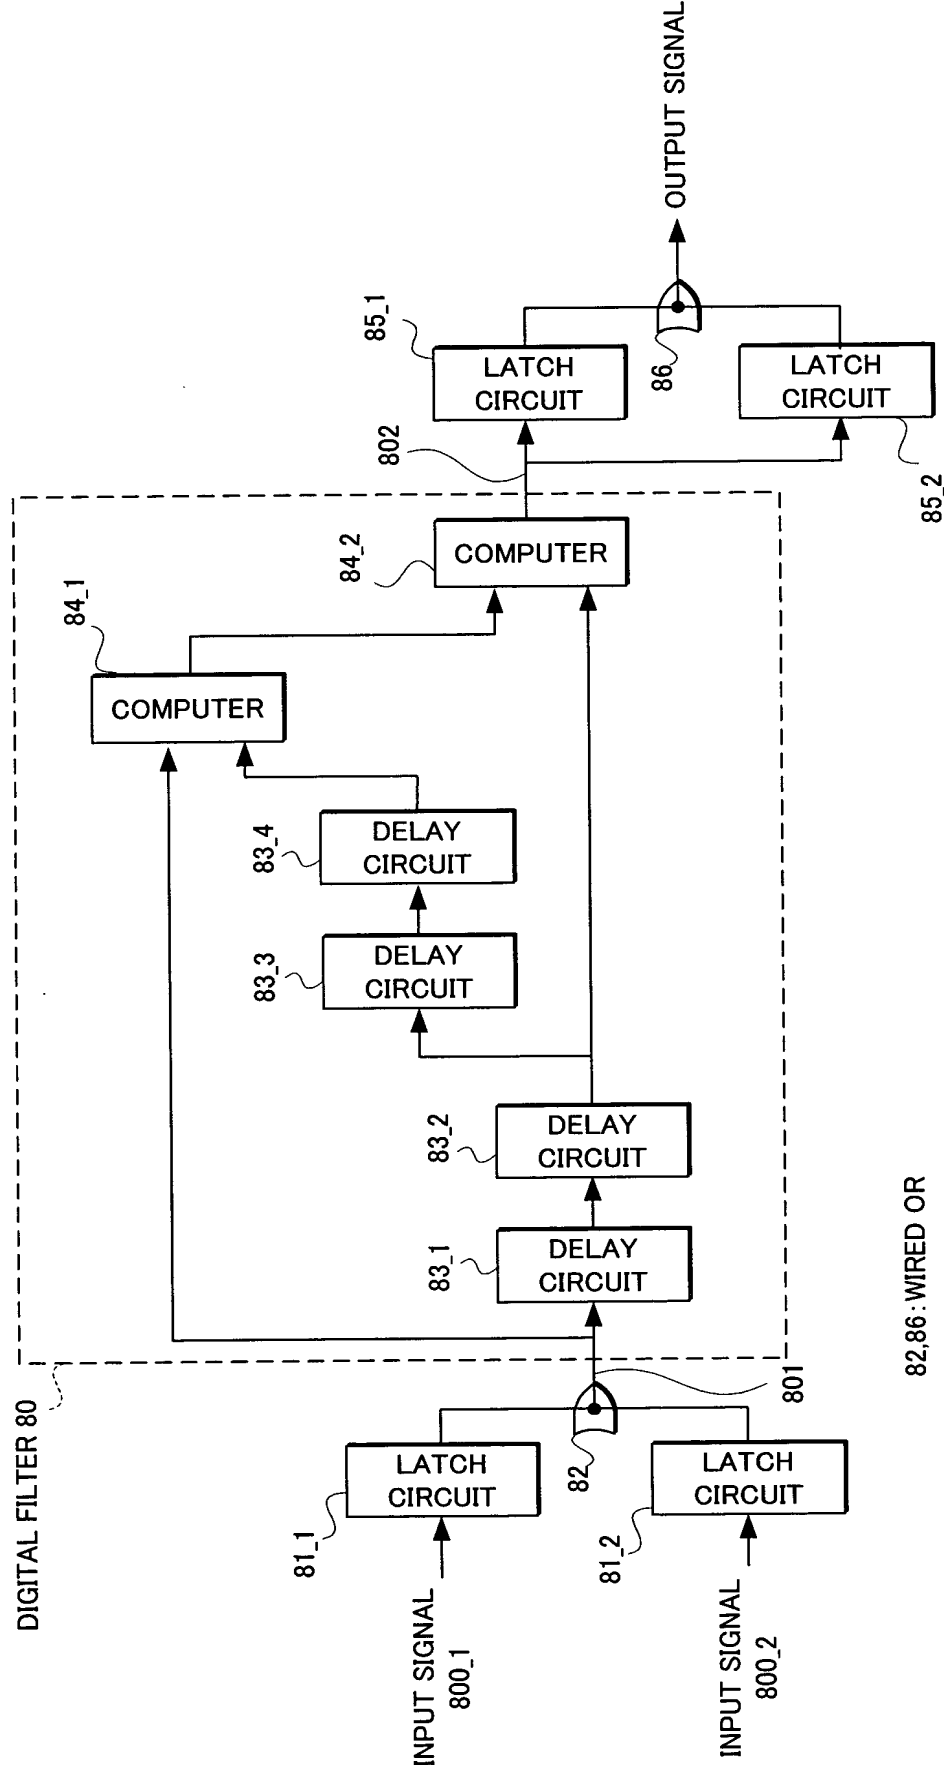 DIGITAL FILTER 80
INPUT SIGNAL
800_1
INPUT SIGNAL
800_2
81_1
LATCH
CIRCUIT
81_2
LATCH
CIRCUIT
82
801
83_1
DELAY
CIRCUIT
83_2
DELAY
CIRCUIT
83_3
DELAY
CIRCUIT
83_4
DELAY
CIRCUIT
84_1
COMPUTER
84_2
COMPUTER
802
85_1
LATCH
CIRCUIT
85_2
LATCH
CIRCUIT
86
OUTPUT SIGNAL
82,86 : WIRED OR